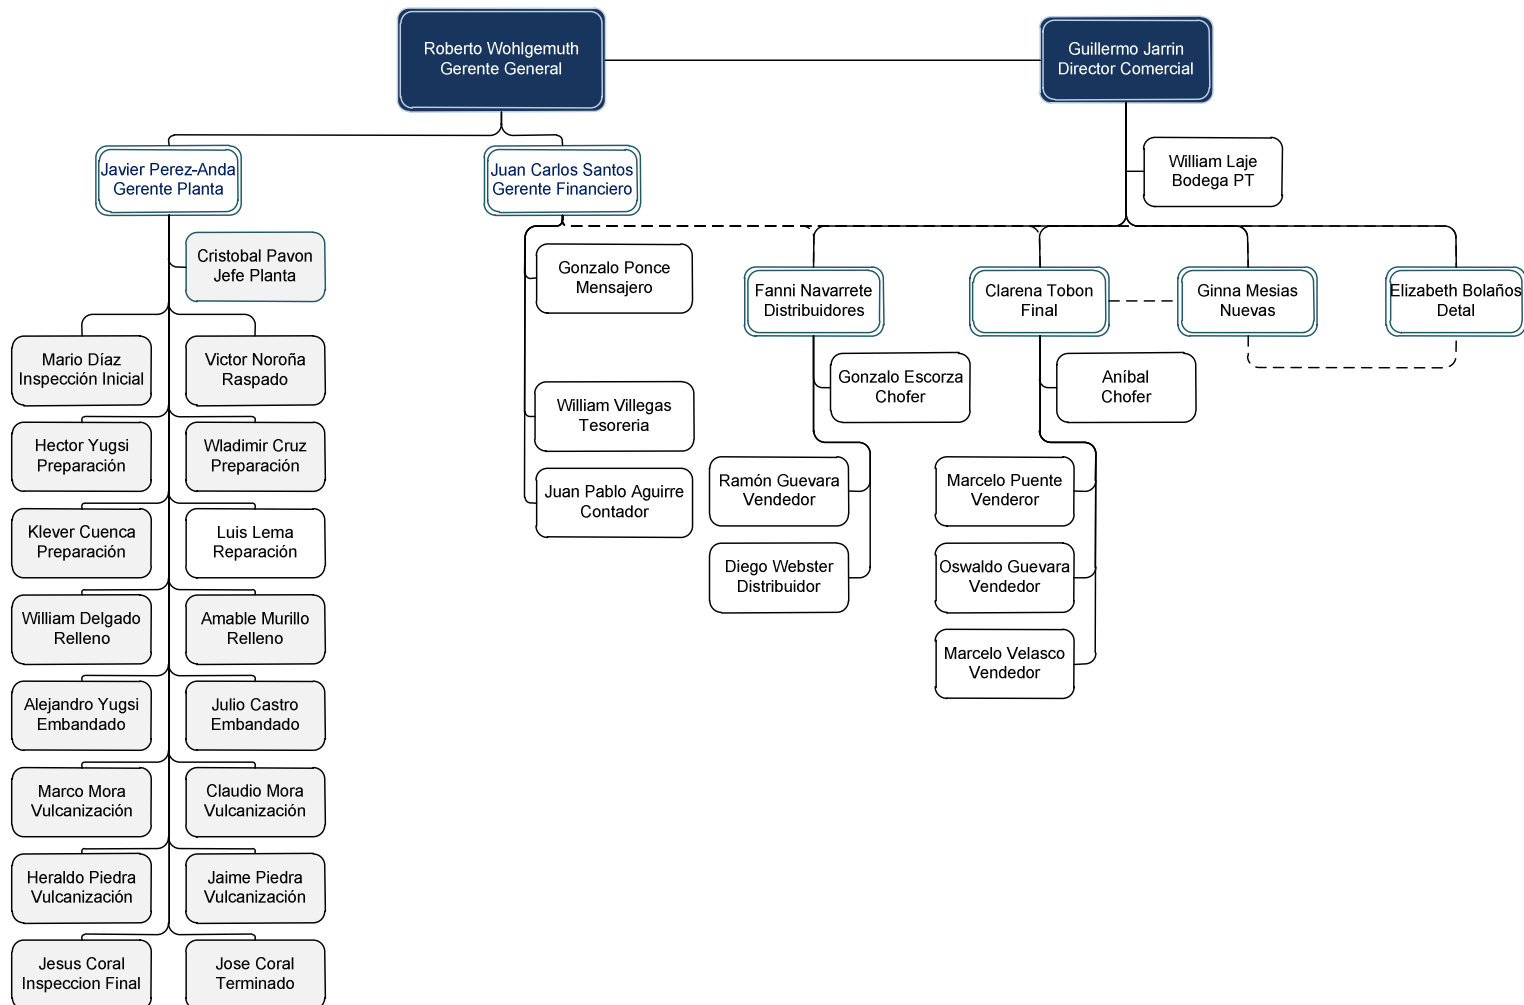 Roberto Wohlgemuth
Gerente General
Guillermo Jarrin
Director Comercial
Javier Perez-Anda
Gerente Planta
Juan Carlos Santos
Gerente Financiero
William Laje
Bodega PT
Cristobal Pavon
Jefe Planta
Gonzalo Ponce
Mensajero
Fanni Navarrete
Distribuidores
Clarena Tobon
Final
Ginna Mesias
Nuevas
Elizabeth Bolaños
Detal
Mario Díaz
Inspección Inicial
Victor Noroña
Raspado
William Villegas
Tesoreria
Gonzalo Escorza
Chofer
Aníbal
Chofer
Hector Yugsi
Preparación
Wladimir Cruz
Preparación
Juan Pablo Aguirre
Contador
Ramón Guevara
Vendedor
Marcelo Puente
Venderor
Klever Cuenca
Preparación
Luis Lema
Reparación
Diego Webster
Distribuidor
Oswaldo Guevara
Vendedor
William Delgado
Relleno
Amable Murillo
Relleno
Marcelo Velasco
Vendedor
Alejandro Yugsi
Embandado
Julio Castro
Embandado
Marco Mora
Vulcanización
Claudio Mora
Vulcanización
Heraldo Piedra
Vulcanización
Jaime Piedra
Vulcanización
Jesus Coral
Inspeccion Final
Jose Coral
Terminado